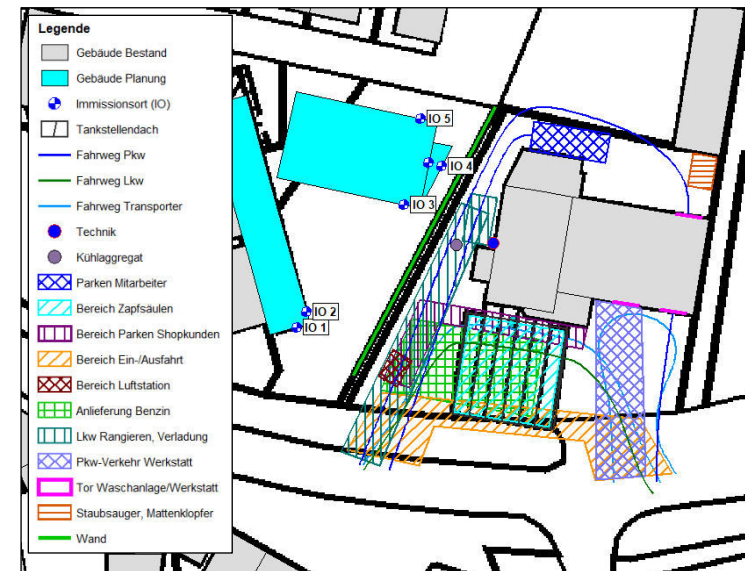 Legende
Gebäude Bestand
Gebäude Planung
Immissionsort (IO)
Tankstellendach
Fahrweg Pkw
Fahrweg Lkw
Fahrweg Transporter
Technik
Kühlaggregat
Parken Mitarbeiter
Bereich Zapfsäulen
Bereich Parken Shopkunden
Bereich Ein-/Ausfahrt
Bereich Luftstation
Anlieferung Benzin
Lkw Rangieren, Verladung
Pkw-Verkehr Werkstatt
Tor Waschanlage/Werkstatt
Staubsauger, Mattenklopfer
Wand
IO 5
IO 4
IO 3
IO 2
IO 1